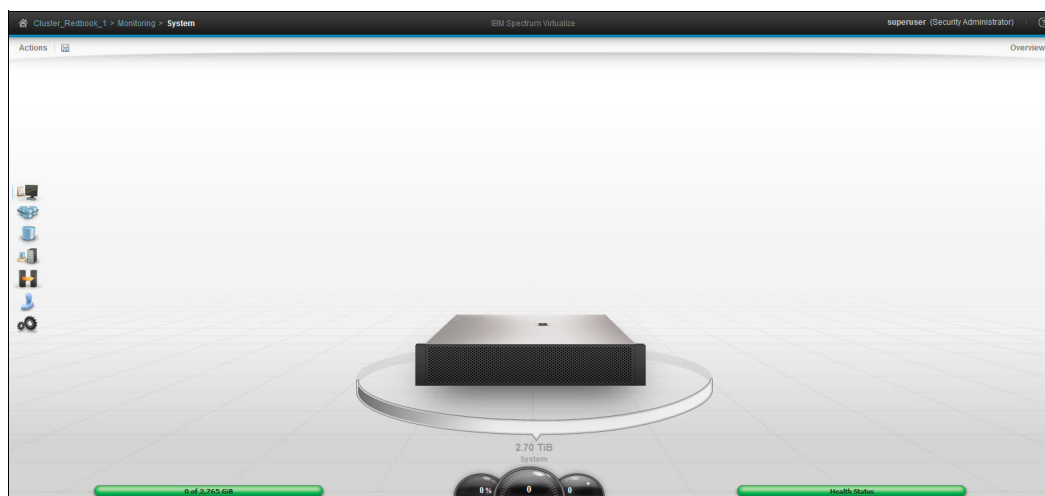 Cluster_Redbook_1 > Monitoring > System
IBM Spectrum Virtualize
superuser (Security Administrator)
Actions
Overview
2.70 TiB
System
0 of 2,765 GiB
0 %
0
0
Health Status